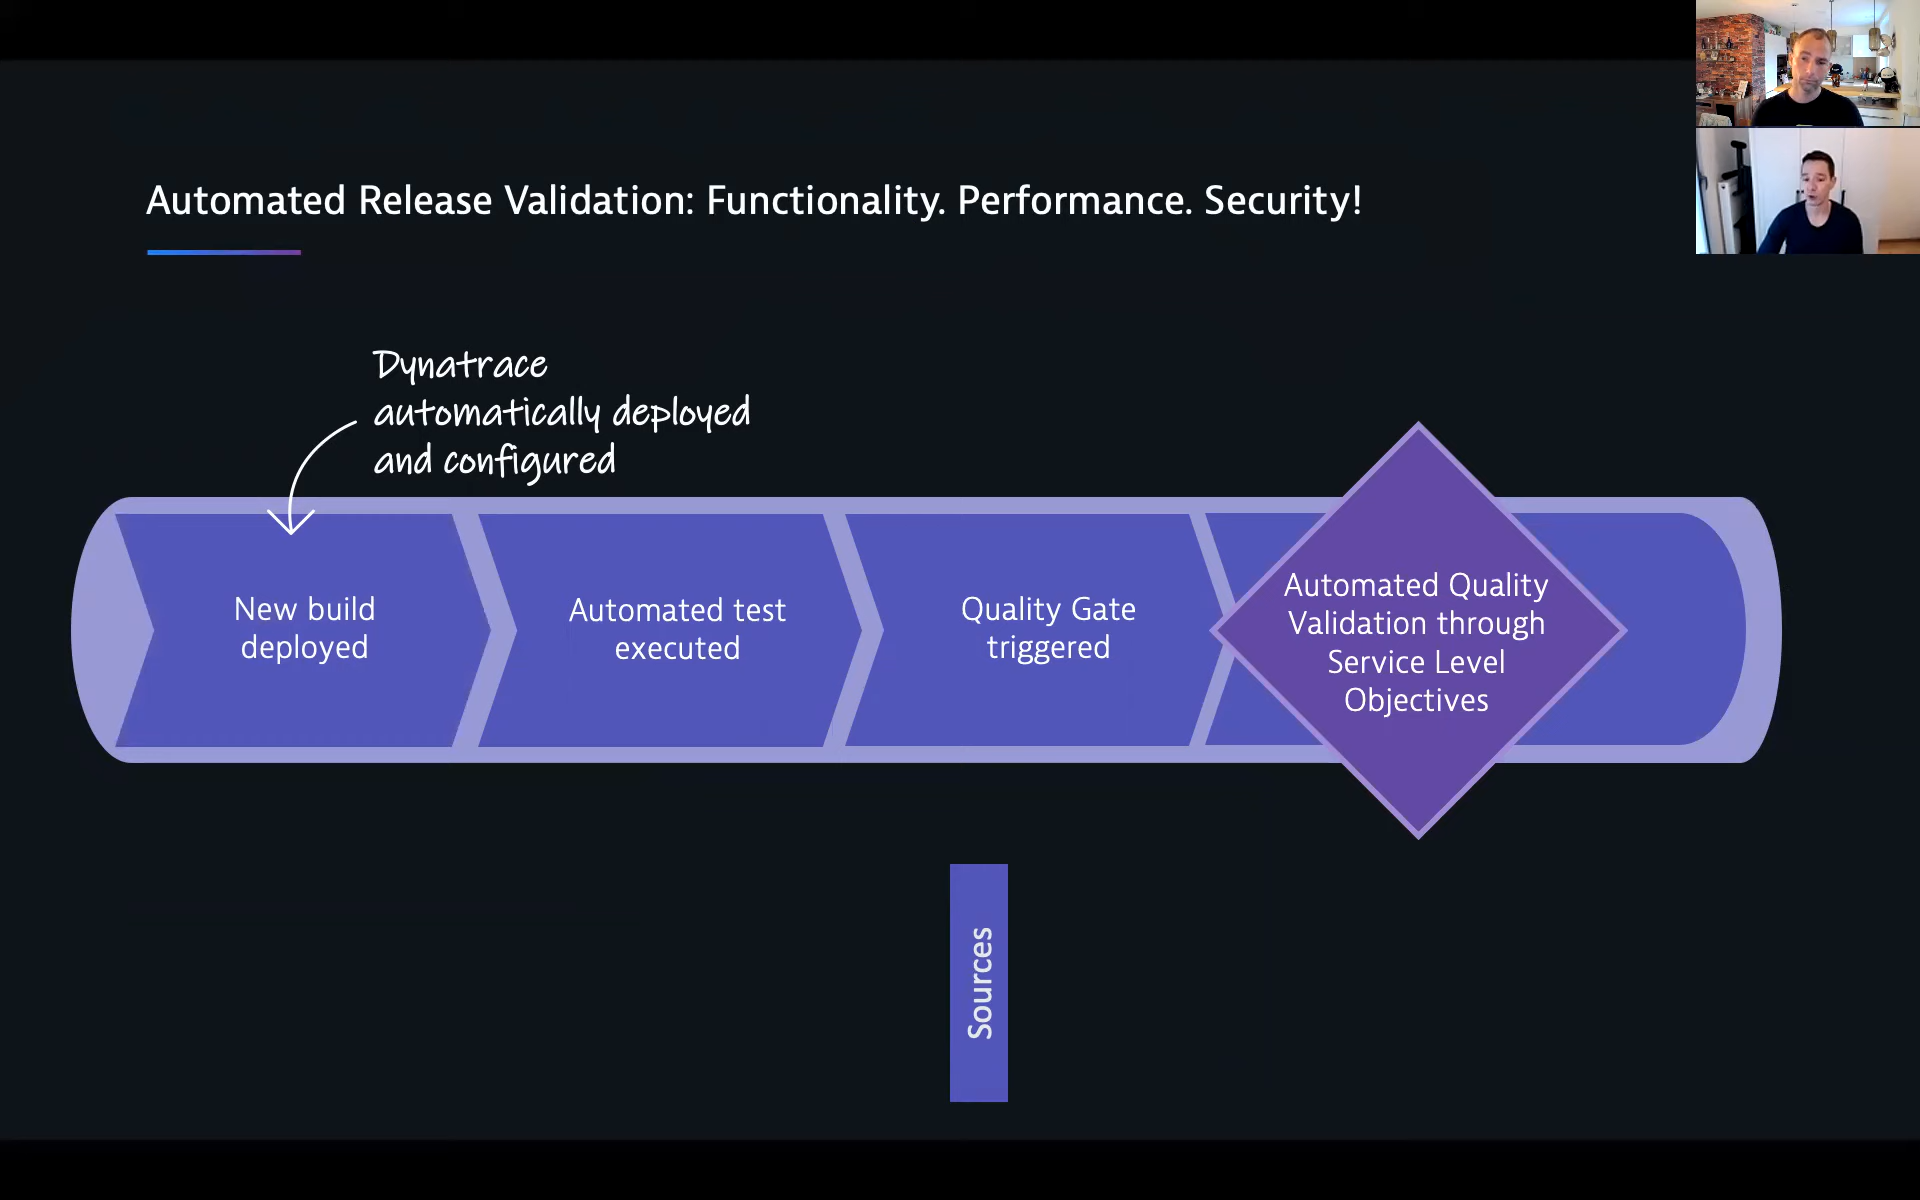 Automated Release Validation: Functionality. Performance. Security!
Dynatrace
automatically deployed
and configured
New build
deployed
Automated test
executed
Quality Gate
triggered
Automated Quality
Validation through
Service Level
Objectives
Sources